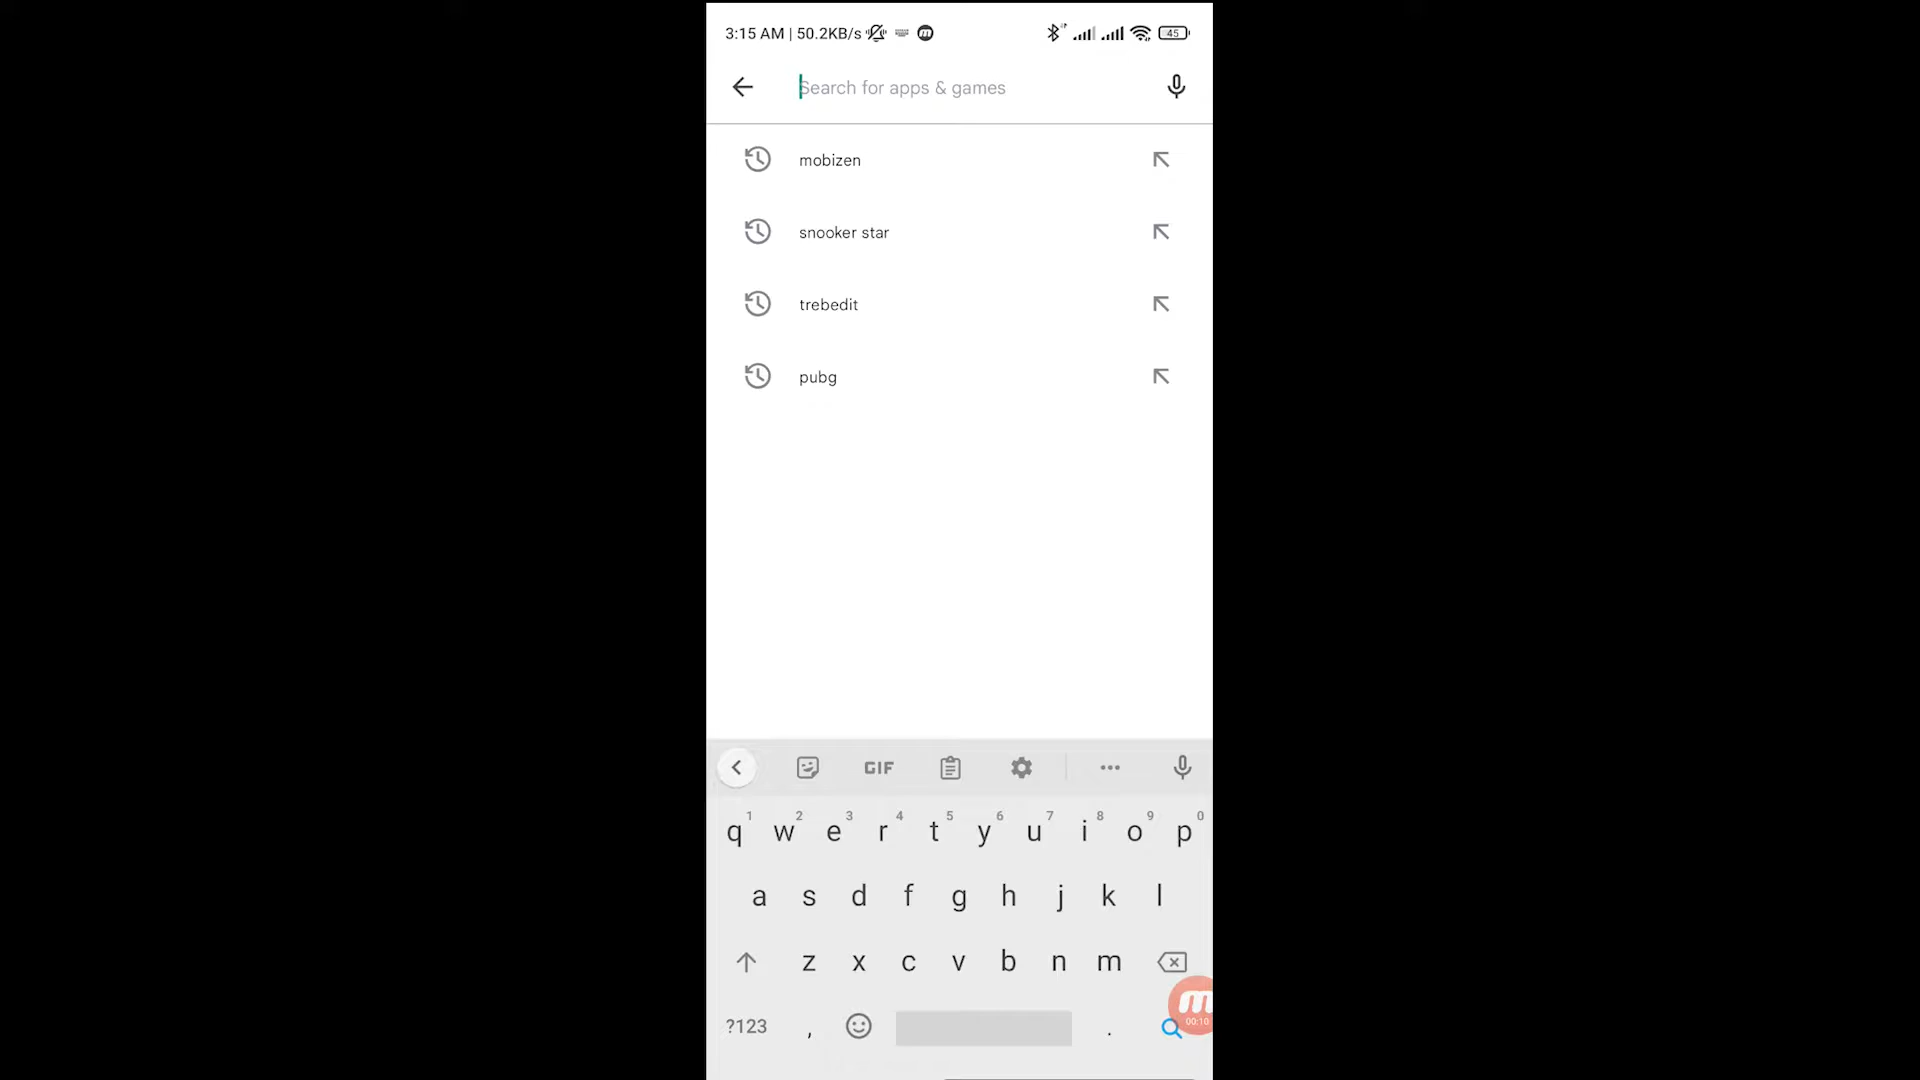 3:15 AM | 50.2KB/s
45
Search for apps & games
mobizen
snooker star
trebedit
pubg
GIF
1 2 3 4 5 6 7 8 9 0
q w e r t y u i o p
a s d f g h j k l
z x c v b n m
m
00:10
?123 , .